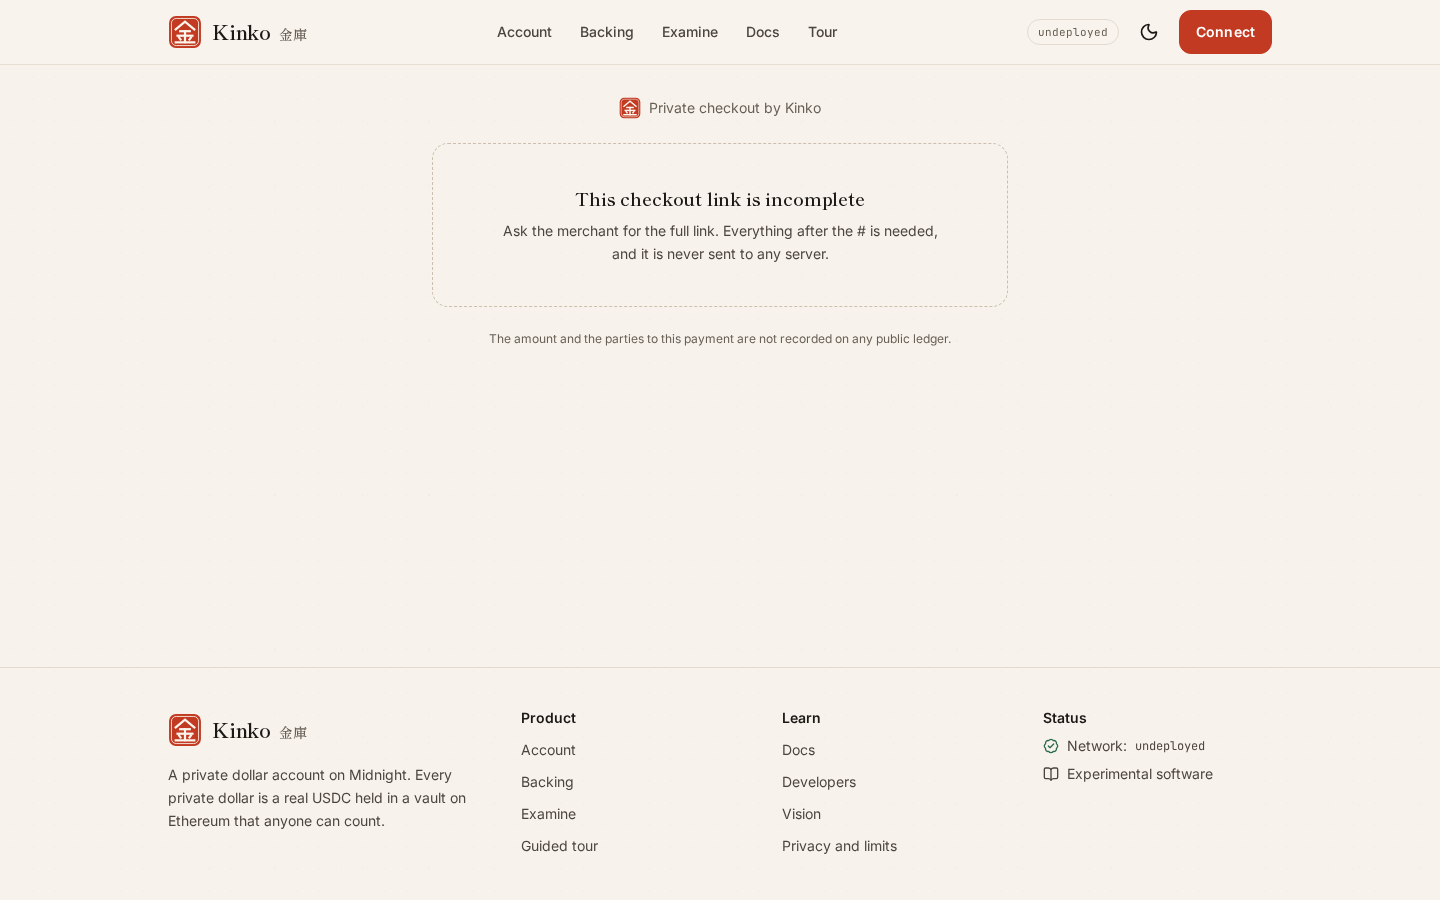 金 Kinko 金庫
Account Backing Examine Docs Tour
undeployed
Connect
金 Private checkout by Kinko
This checkout link is incomplete
Ask the merchant for the full link. Everything after the # is needed,
and it is never sent to any server.
The amount and the parties to this payment are not recorded on any public ledger.
金 Kinko 金庫
A private dollar account on Midnight. Every
private dollar is a real USDC held in a vault on
Ethereum that anyone can count.
Product
Account
Backing
Examine
Guided tour
Learn
Docs
Developers
Vision
Privacy and limits
Status
Network: undeployed
Experimental software